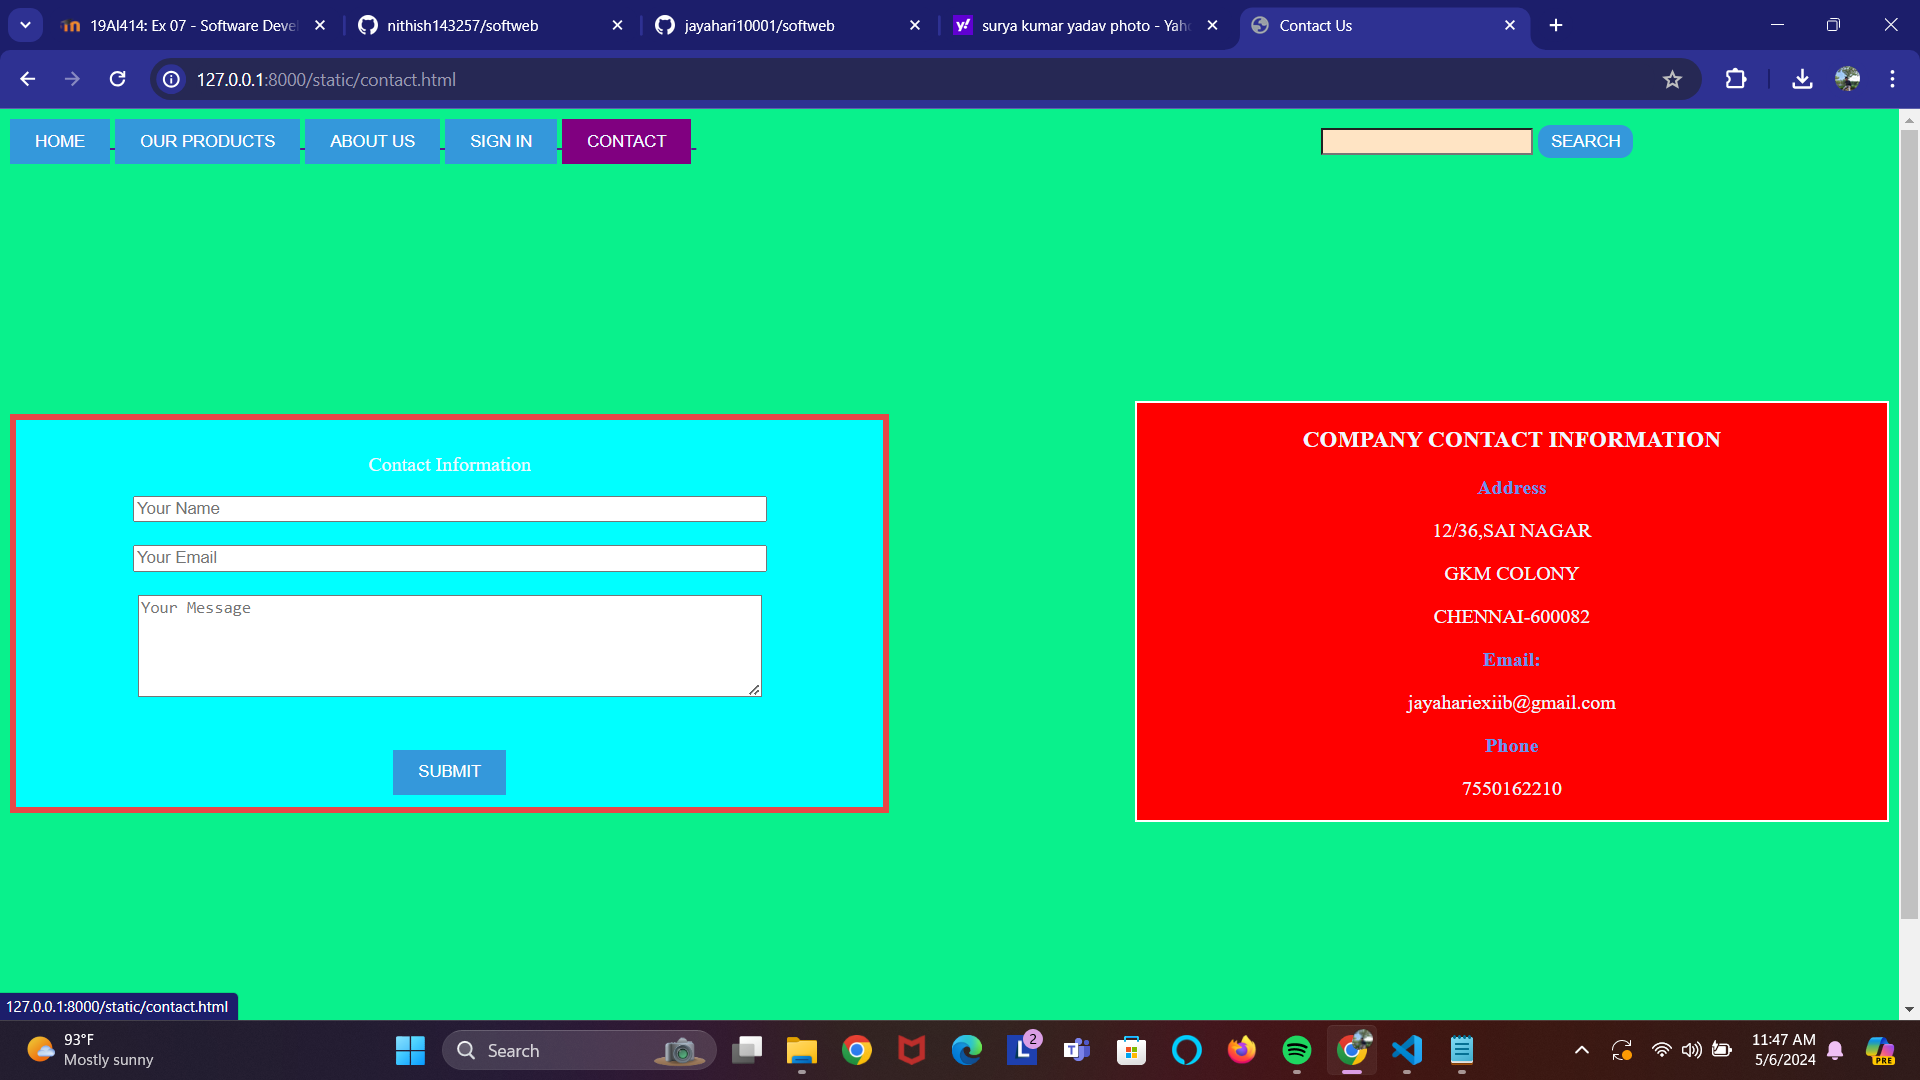 19AI414: Ex 07 - Software Deve
nithish143257/softweb
jayahari10001/softweb
surya kumar yadav photo - Yah
Contact Us
127.0.0.1:8000/static/contact.html
HOME
OUR PRODUCTS
ABOUT US
SIGN IN
CONTACT
SEARCH
Contact Information
Your Name
Your Email
Your Message
SUBMIT
COMPANY CONTACT INFORMATION
Address
12/36,SAI NAGAR
GKM COLONY
CHENNAI-600082
Email:
jayahariexiib@gmail.com
Phone
7550162210
127.0.0.1:8000/static/contact.html
93°F
Mostly sunny
Search
L
2
PRE
11:47 AM
5/6/2024